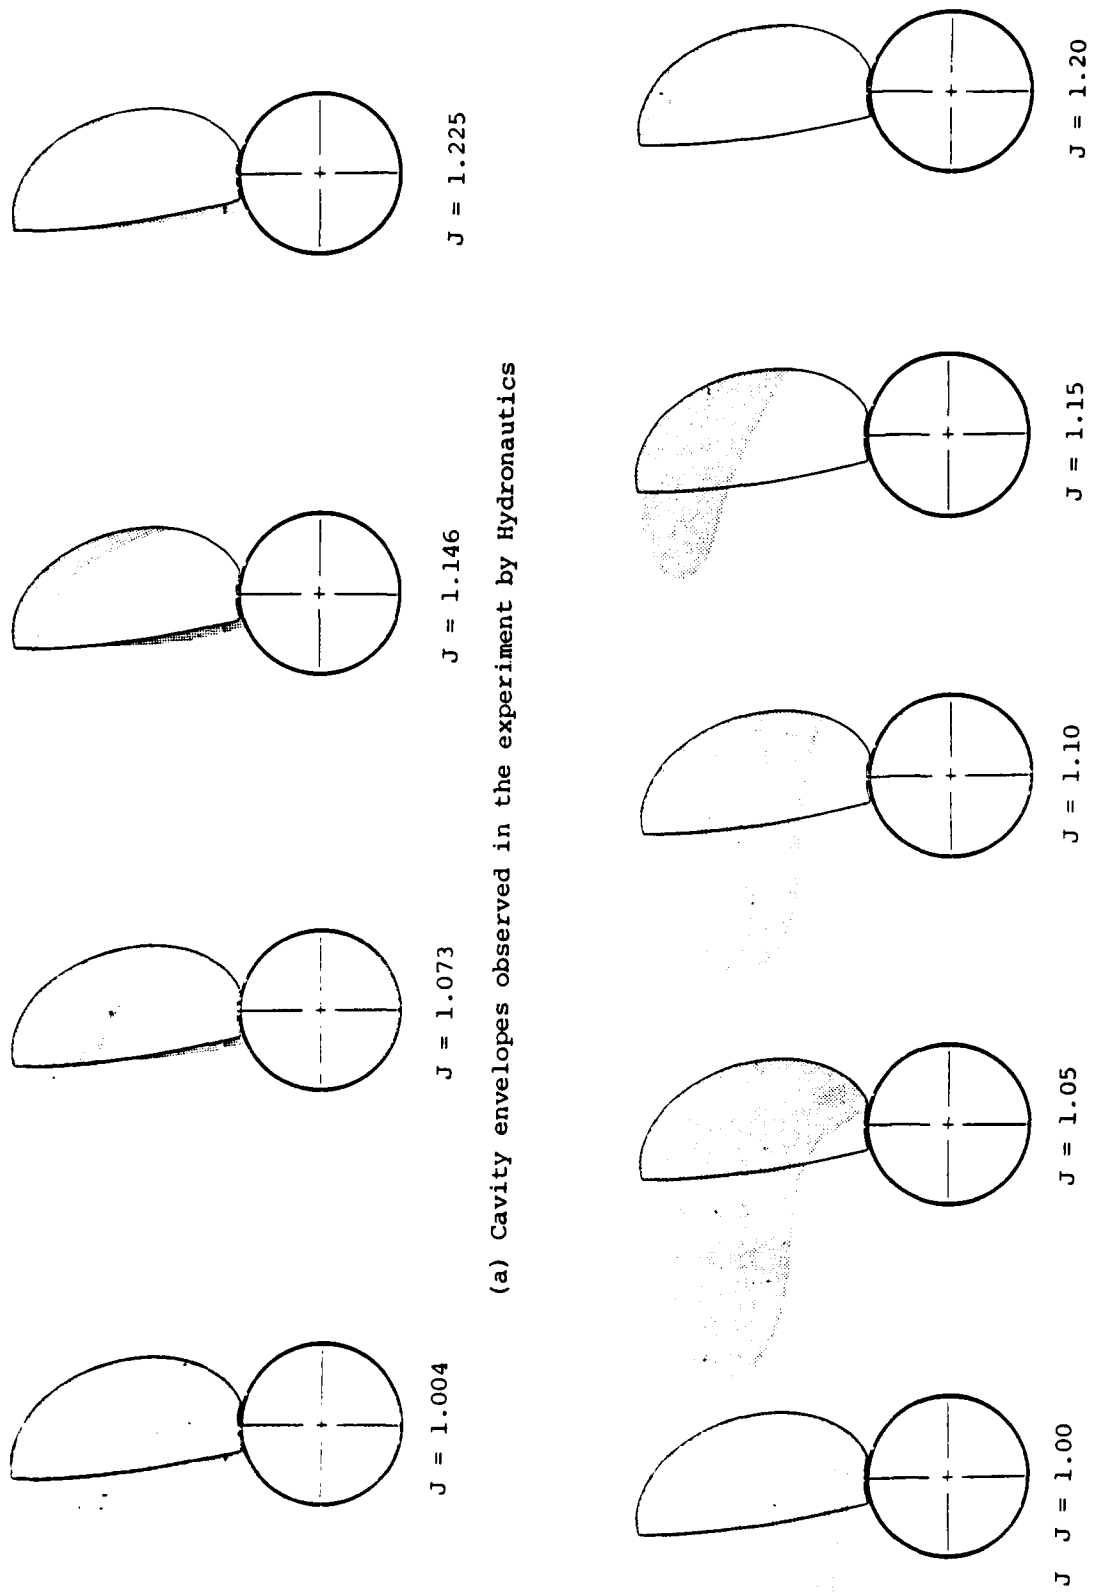 J = 1.004
J = 1.073
J = 1.146
J = 1.225
(a) Cavity envelopes observed in the experiment by Hydronautics
J J = 1.00
J = 1.05
J = 1.10
J = 1.15
J = 1.20